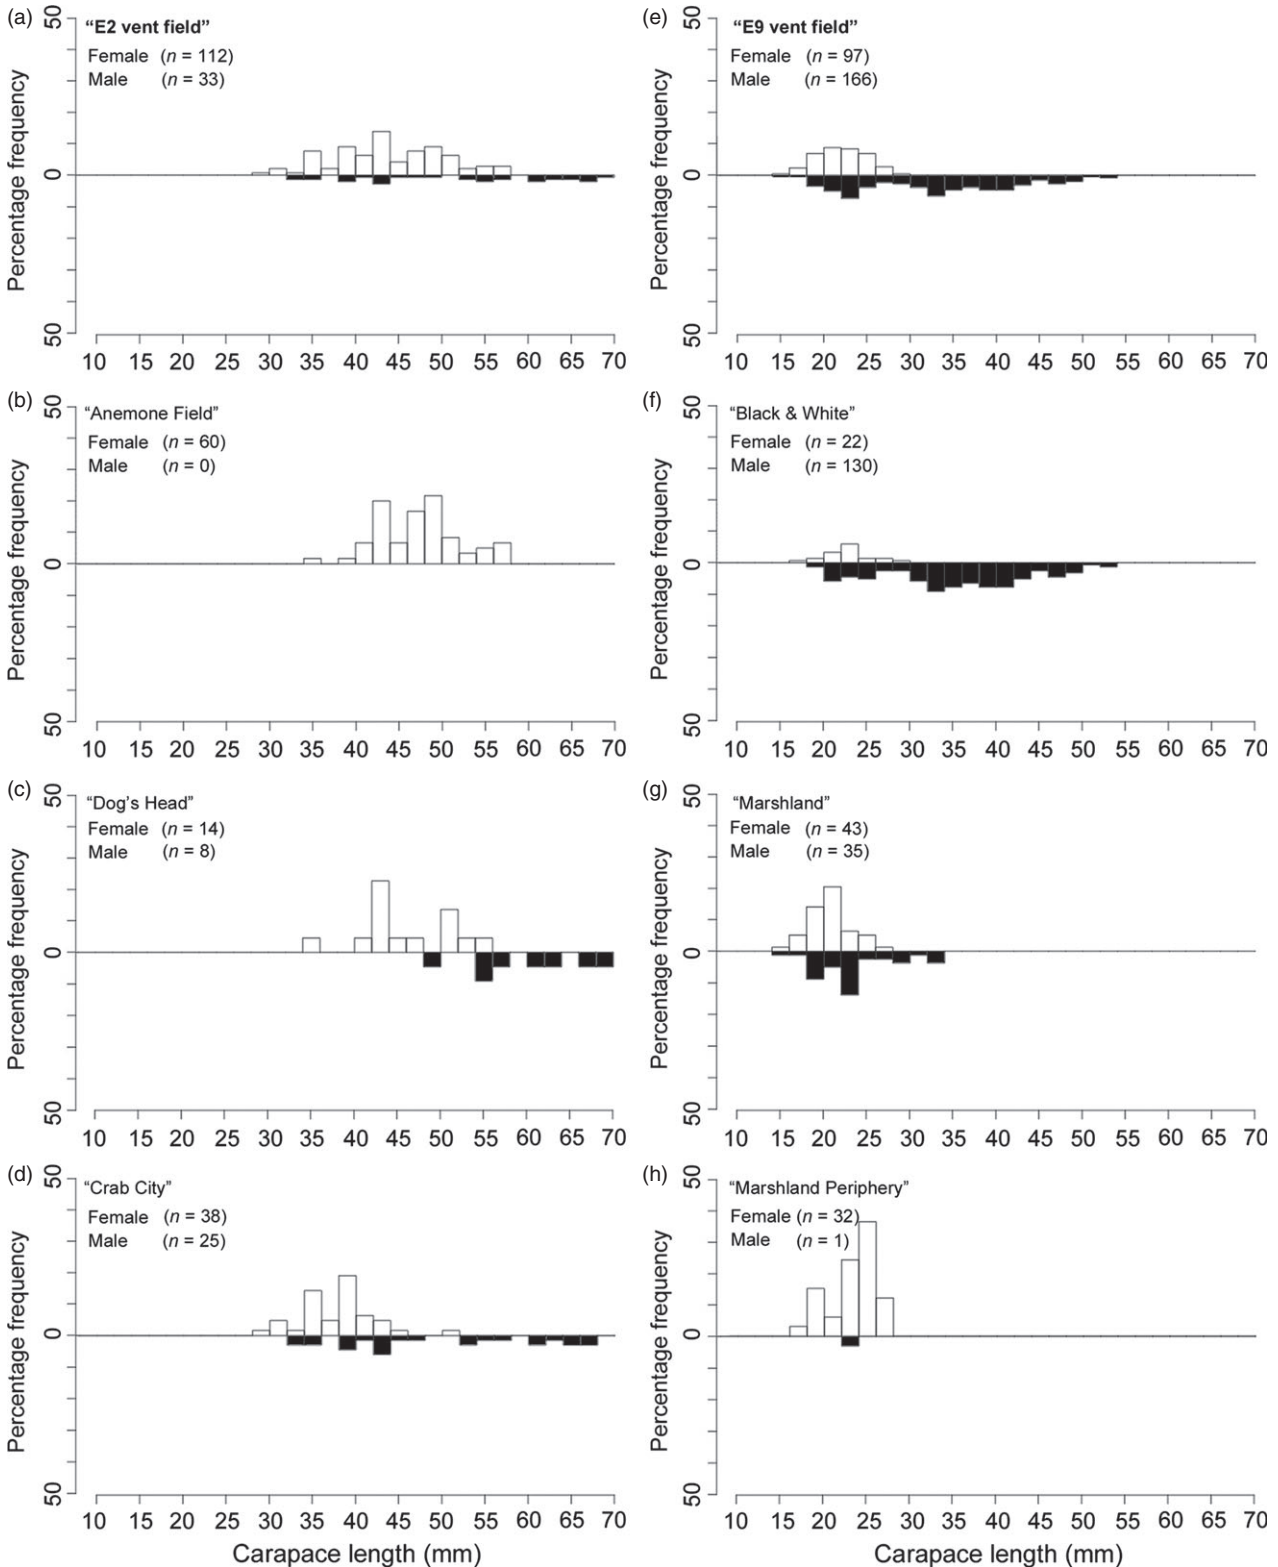 (a)
50
"E2 vent field"
Female (n = 112)
Male (n = 33)
Percentage frequency
0
50
10 15 20 25 30 35 40 45 50 55 60 65 70
(b)
50
"Anemone Field"
Female (n = 60)
Male (n = 0)
Percentage frequency
0
50
10 15 20 25 30 35 40 45 50 55 60 65 70
(c)
50
"Dog's Head"
Female (n = 14)
Male (n = 8)
Percentage frequency
0
50
10 15 20 25 30 35 40 45 50 55 60 65 70
(d)
50
"Crab City"
Female (n = 38)
Male (n = 25)
Percentage frequency
0
50
10 15 20 25 30 35 40 45 50 55 60 65 70
Carapace length (mm)
(e)
50
"E9 vent field"
Female (n = 97)
Male (n = 166)
Percentage frequency
0
50
10 15 20 25 30 35 40 45 50 55 60 65 70
(f)
50
"Black & White"
Female (n = 22)
Male (n = 130)
Percentage frequency
0
50
10 15 20 25 30 35 40 45 50 55 60 65 70
(g)
50
"Marshland"
Female (n = 43)
Male (n = 35)
Percentage frequency
0
50
10 15 20 25 30 35 40 45 50 55 60 65 70
(h)
50
"Marshland Periphery"
Female (n = 32)
Male (n = 1)
Percentage frequency
0
50
10 15 20 25 30 35 40 45 50 55 60 65 70
Carapace length (mm)